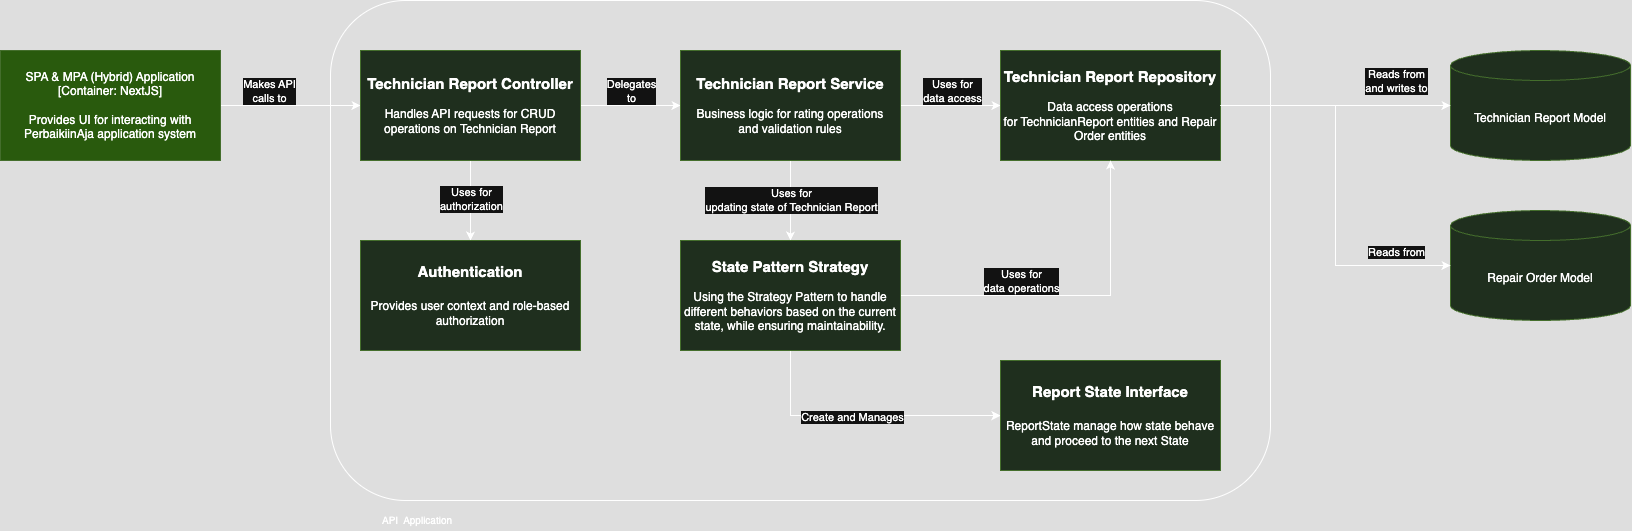 SPA & MPA (Hybrid) Application
[Container: NextJS]
Provides UI for interacting with
PerbaikiinAja application system
Makes API
calls to
Technician Report Controller
Handles API requests for CRUD
operations on Technician Report
Delegates
to
Technician Report Service
Business logic for rating operations
and validation rules
Uses for
data access
Technician Report Repository
Data access operations
for TechnicianReport entities and Repair
Order entities
Reads from
and writes to
Technician Report Model
Uses for
authorization
Uses for
updating state of Technician Report
Authentication
Provides user context and role-based
authorization
State Pattern Strategy
Using the Strategy Pattern to handle
different behaviors based on the current
state, while ensuring maintainability.
Uses for
data operations
Reads from
Repair Order Model
Create and Manages
Report State Interface
ReportState manage how state behave
and proceed to the next State
API Application